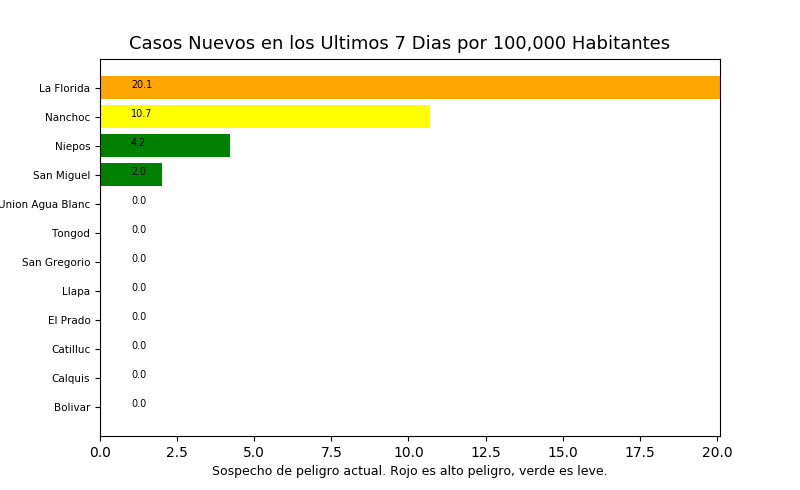 Casos Nuevos en los Ultimos 7 Dias por 100,000 Habitantes
La Florida 20.1
Nanchoc 10.7
Niepos 4.2
San Miguel 2.0
Union Agua Blanc 0.0
Tongod 0.0
San Gregorio 0.0
Llapa 0.0
El Prado 0.0
Catilluc 0.0
Calquis 0.0
Bolivar 0.0
0.0 2.5 5.0 7.5 10.0 12.5 15.0 17.5 20.0
Sospecho de peligro actual. Rojo es alto peligro, verde es leve.